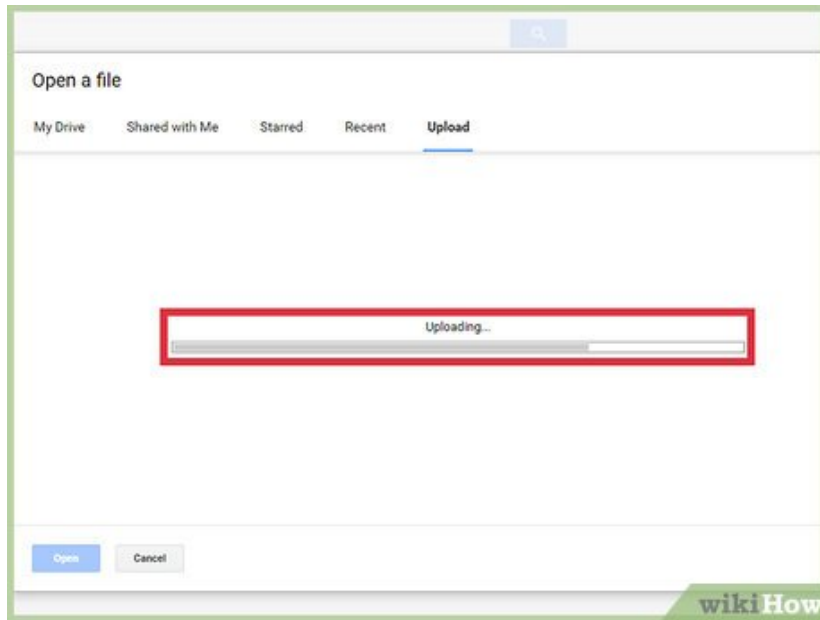 Open a file
My Drive Shared with Me Starred Recent Upload
Uploading...
Open Cancel
wikiHow